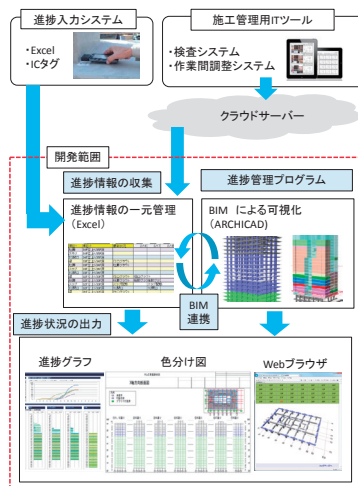 進捗入力システム
・Excel
・ICタグ
施工管理用ITツール
・検査システム
・作業間調整システム
クラウドサーバー
開発範囲
進捗情報の収集
進捗管理プログラム
進捗情報の一元管理
(Excel)
BIM による可視化
(ARCHICAD)
BIM
連携
進捗状況の出力
進捗グラフ
色分け図
Webブラウザ